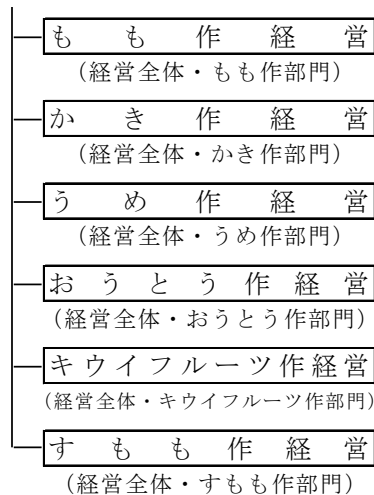 もも作経営
（経営全体・もも作部門）
かき作経営
（経営全体・かき作部門）
うめ作経営
（経営全体・うめ作部門）
おうとう作経営
（経営全体・おうとう作部門）
キウイフルーツ作経営
（経営全体・キウイフルーツ作部門）
すもも作経営
（経営全体・すもも作部門）